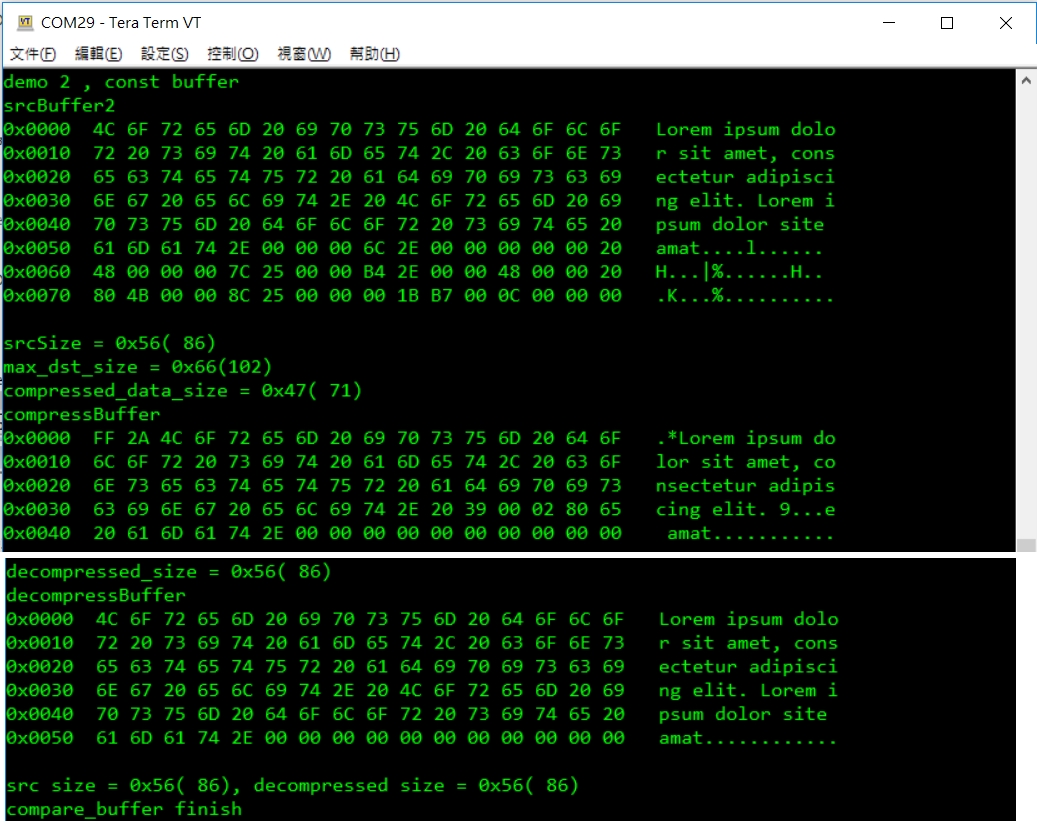 COM29 - Tera Term VT
文件(F) 編輯(E) 設定(S) 控制(O) 視窗(W) 幫助(H)
demo 2 , const buffer
srcBuffer2
0x0000  4C 6F 72 65 6D 20 69 70 73 75 6D 20 64 6F 6C 6F   Lorem ipsum dolo
0x0010  72 20 73 69 74 20 61 6D 65 74 2C 20 63 6F 6E 73   r sit amet, cons
0x0020  65 63 74 65 74 75 72 20 61 64 69 70 69 73 63 69   ectetur adipisci
0x0030  6E 67 20 65 6C 69 74 2E 20 4C 6F 72 65 6D 20 69   ng elit. Lorem i
0x0040  70 73 75 6D 20 64 6F 6C 6F 72 20 73 69 74 65 20   psum dolor site
0x0050  61 6D 61 74 2E 00 00 00 6C 2E 00 00 00 00 00 20   amat....l......
0x0060  48 00 00 00 7C 25 00 00 B4 2E 00 00 48 00 00 20   H...|%......H..
0x0070  80 4B 00 00 8C 25 00 00 00 1B B7 00 0C 00 00 00   .K...%..........
srcSize = 0x56( 86)
max_dst_size = 0x66(102)
compressed_data_size = 0x47( 71)
compressBuffer
0x0000  FF 2A 4C 6F 72 65 6D 20 69 70 73 75 6D 20 64 6F   .*Lorem ipsum do
0x0010  6C 6F 72 20 73 69 74 20 61 6D 65 74 2C 20 63 6F   lor sit amet, co
0x0020  6E 73 65 63 74 65 74 75 72 20 61 64 69 70 69 73   nsectetur adipis
0x0030  63 69 6E 67 20 65 6C 69 74 2E 20 39 00 02 80 65   cing elit. 9...e
0x0040  20 61 6D 61 74 2E 00 00 00 00 00 00 00 00 00 00    amat...........
decompressed_size = 0x56( 86)
decompressBuffer
0x0000  4C 6F 72 65 6D 20 69 70 73 75 6D 20 64 6F 6C 6F   Lorem ipsum dolo
0x0010  72 20 73 69 74 20 61 6D 65 74 2C 20 63 6F 6E 73   r sit amet, cons
0x0020  65 63 74 65 74 75 72 20 61 64 69 70 69 73 63 69   ectetur adipisci
0x0030  6E 67 20 65 6C 69 74 2E 20 4C 6F 72 65 6D 20 69   ng elit. Lorem i
0x0040  70 73 75 6D 20 64 6F 6C 6F 72 20 73 69 74 65 20   psum dolor site
0x0050  61 6D 61 74 2E 00 00 00 00 00 00 00 00 00 00 00   amat............
src size = 0x56( 86), decompressed size = 0x56( 86)
compare_buffer finish